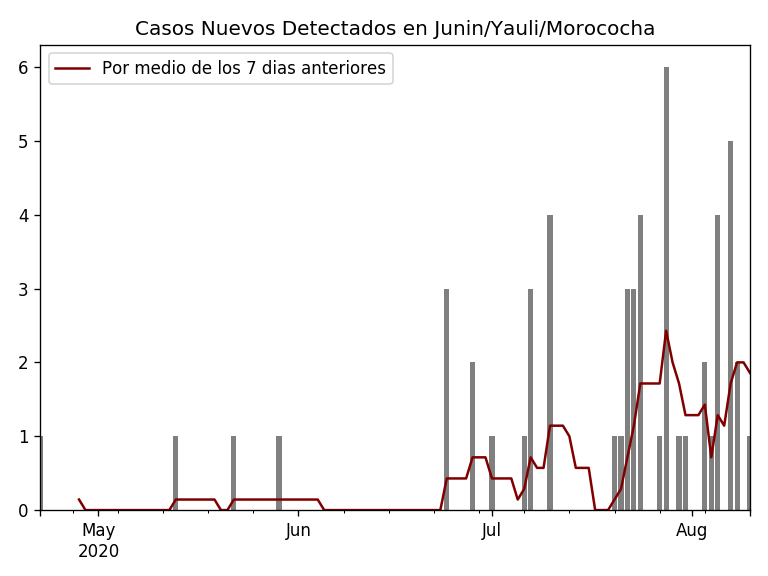 Casos Nuevos Detectados en Junin/Yauli/Morococha
Por medio de los 7 dias anteriores
6
5
4
3
2
1
0
May
2020
Jun
Jul
Aug